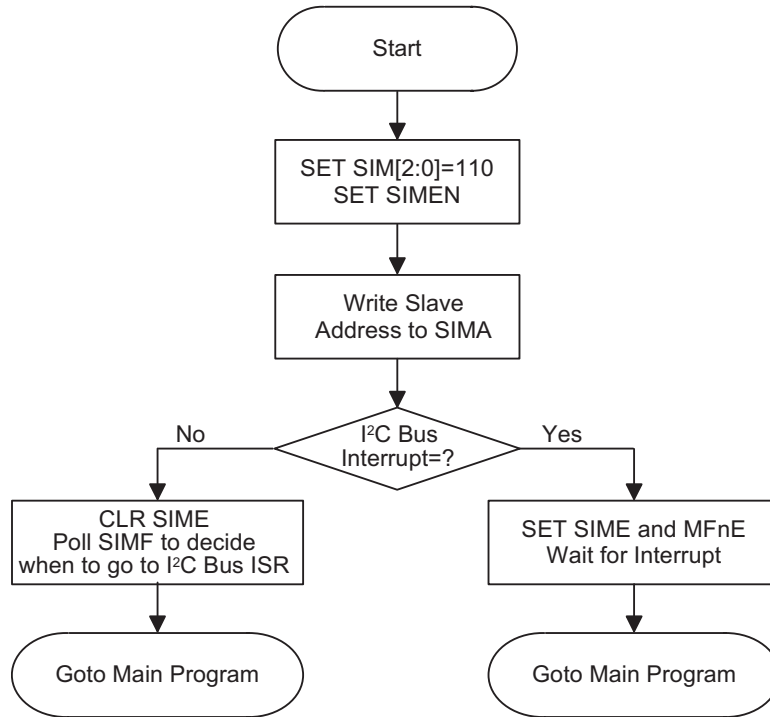 Start
SET SIM[2:0]=110
SET SIMEN
Write Slave
Address to SIMA
I²C Bus
Interrupt=?
No
Yes
CLR SIME
Poll SIMF to decide
when to go to I²C Bus ISR
SET SIME and MFnE
Wait for Interrupt
Goto Main Program
Goto Main Program